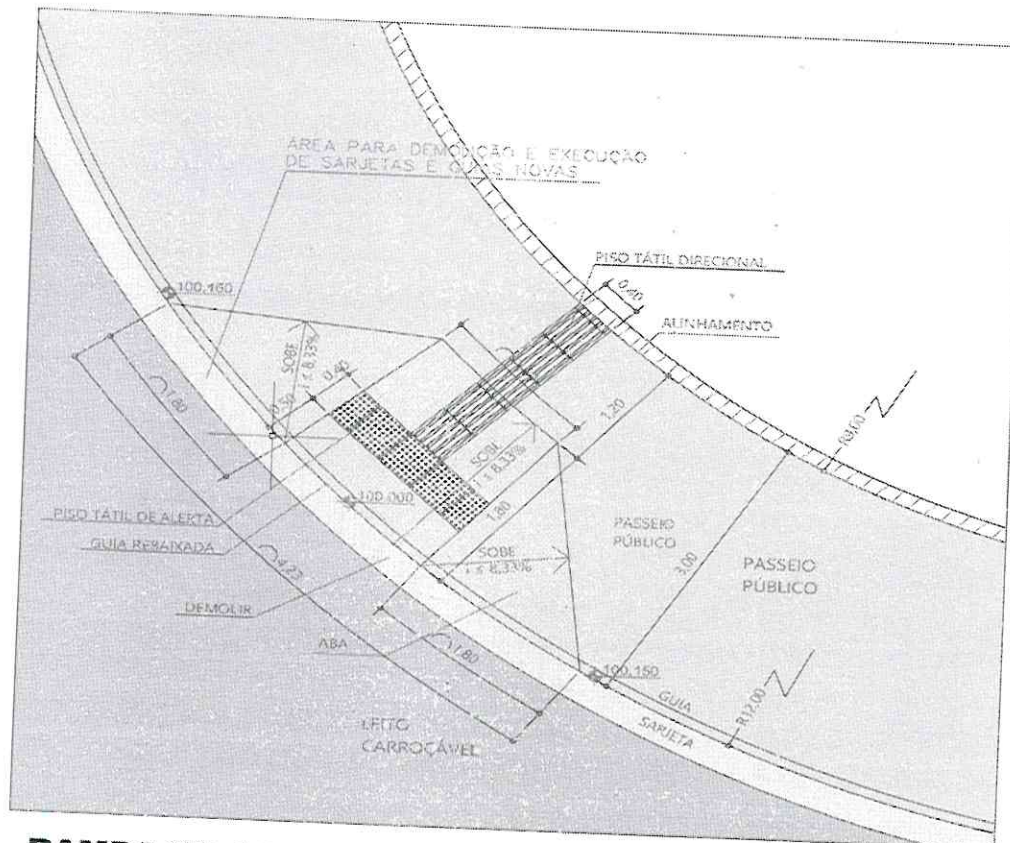 ÁREA PARA DEMOLIÇÃO E EXECUÇÃO
DE SARJETAS E GUIAS NOVAS
PISO TÁTIL DIRECIONAL
0,40
ALINHAMENTO
100.160
SOBE
i ≤ 8,33%
0,40
1,80
0,50
1,20
R9,00
SOBE
i ≤ 8,33%
100.000
1,80
PISO TÁTIL DE ALERTA
GUIA REBAIXADA
SOBE
i ≤ 8,33%
PASSEIO
PÚBLICO
3,00
PASSEIO
PÚBLICO
DEMOLIR
4,23
ABA
1,80
100.160
GUIA
SARJETA
R12,00
LEITO
CARROÇÁVEL